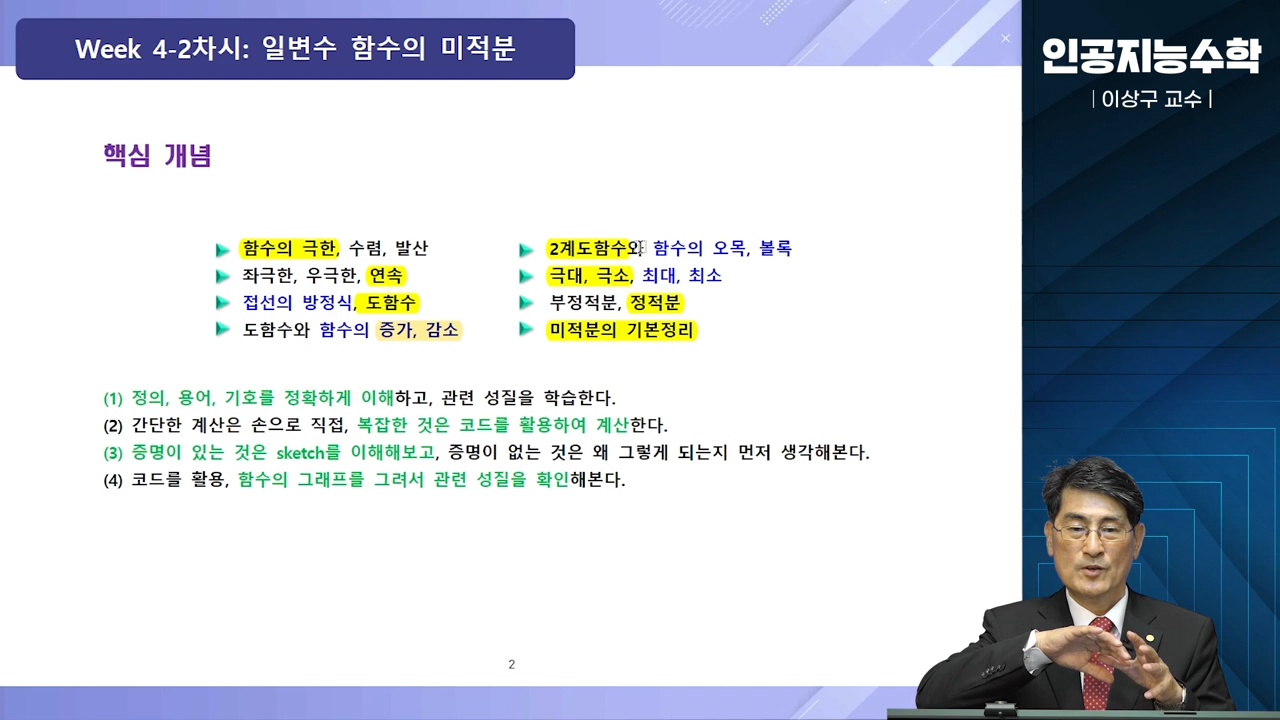 Week 4-2차시: 일변수 함수의 미적분
인공지능수학
| 이상구 교수 |
핵심 개념
함수의 극한, 수렴, 발산
좌극한, 우극한, 연속
접선의 방정식, 도함수
도함수와 함수의 증가, 감소
2계도함수와 함수의 오목, 볼록
극대, 극소, 최대, 최소
부정적분, 정적분
미적분의 기본정리
(1) 정의, 용어, 기호를 정확하게 이해하고, 관련 성질을 학습한다.
(2) 간단한 계산은 손으로 직접, 복잡한 것은 코드를 활용하여 계산한다.
(3) 증명이 있는 것은 sketch를 이해해보고, 증명이 없는 것은 왜 그렇게 되는지 먼저 생각해본다.
(4) 코드를 활용, 함수의 그래프를 그려서 관련 성질을 확인해본다.
2